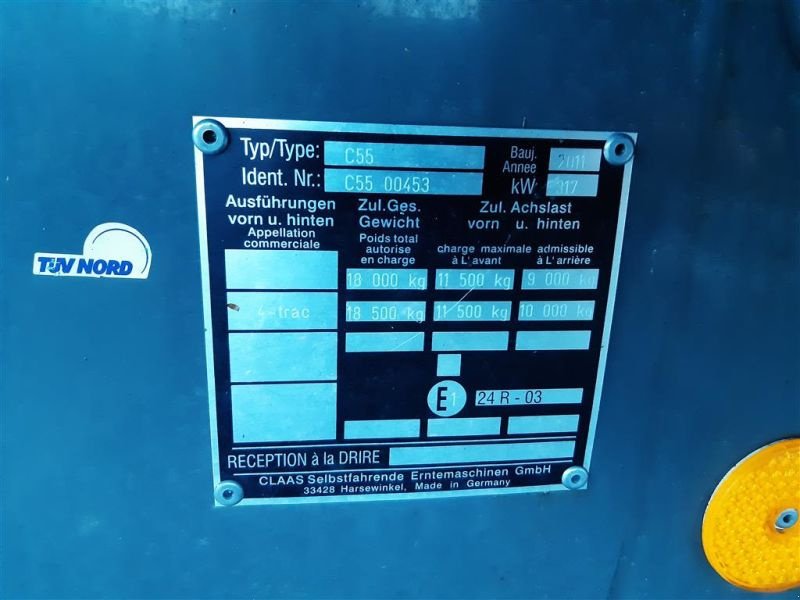 Typ/Type: C55 Bauj. Année 2011
Ident. Nr.: C55 00453 kW 317
Ausführungen
vorn u. hinten
Appellation
commerciale
Zul.Ges.
Gewicht
Poids total
autorise
en charge
Zul. Achslast
vorn u. hinten
charge maximale admissible
à L'avant à L'arrière
18 000 kg 11 500 kg 9 000 kg
4-trac 18 500 kg 11 500 kg 10 000 kg
E1 24 R - 03
RECEPTION à la DRIRE
CLAAS Selbstfahrende Erntemaschinen GmbH
33428 Harsewinkel, Made in Germany
TÜV NORD